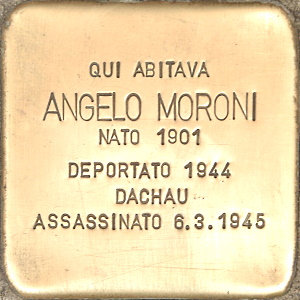 QUI ABITAVA
ANGELO MORONI
NATO 1901
DEPORTATO 1944
DACHAU
ASSASSINATO 6.3.1945